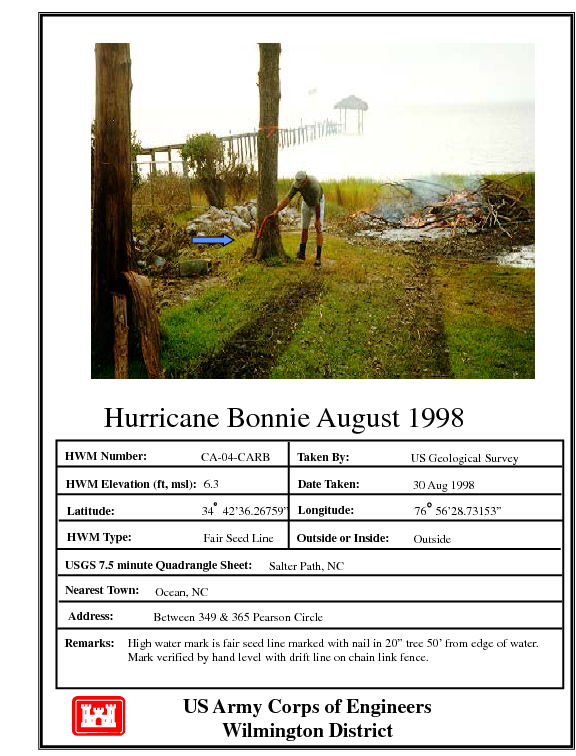 Hurricane Bonnie August 1998
HWM Number: CA-04-CARB Taken By: US Geological Survey
HWM Elevation (ft, msl): 6.3 Date Taken: 30 Aug 1998
Latitude: 34° 42'36.26759" Longitude: 76° 56'28.73153"
HWM Type: Fair Seed Line Outside or Inside: Outside
USGS 7.5 minute Quadrangle Sheet: Salter Path, NC
Nearest Town: Ocean, NC
Address: Between 349 & 365 Pearson Circle
Remarks: High water mark is fair seed line marked with nail in 20" tree 50' from edge of water.
Mark verified by hand level with drift line on chain link fence.
US Army Corps of Engineers
Wilmington District